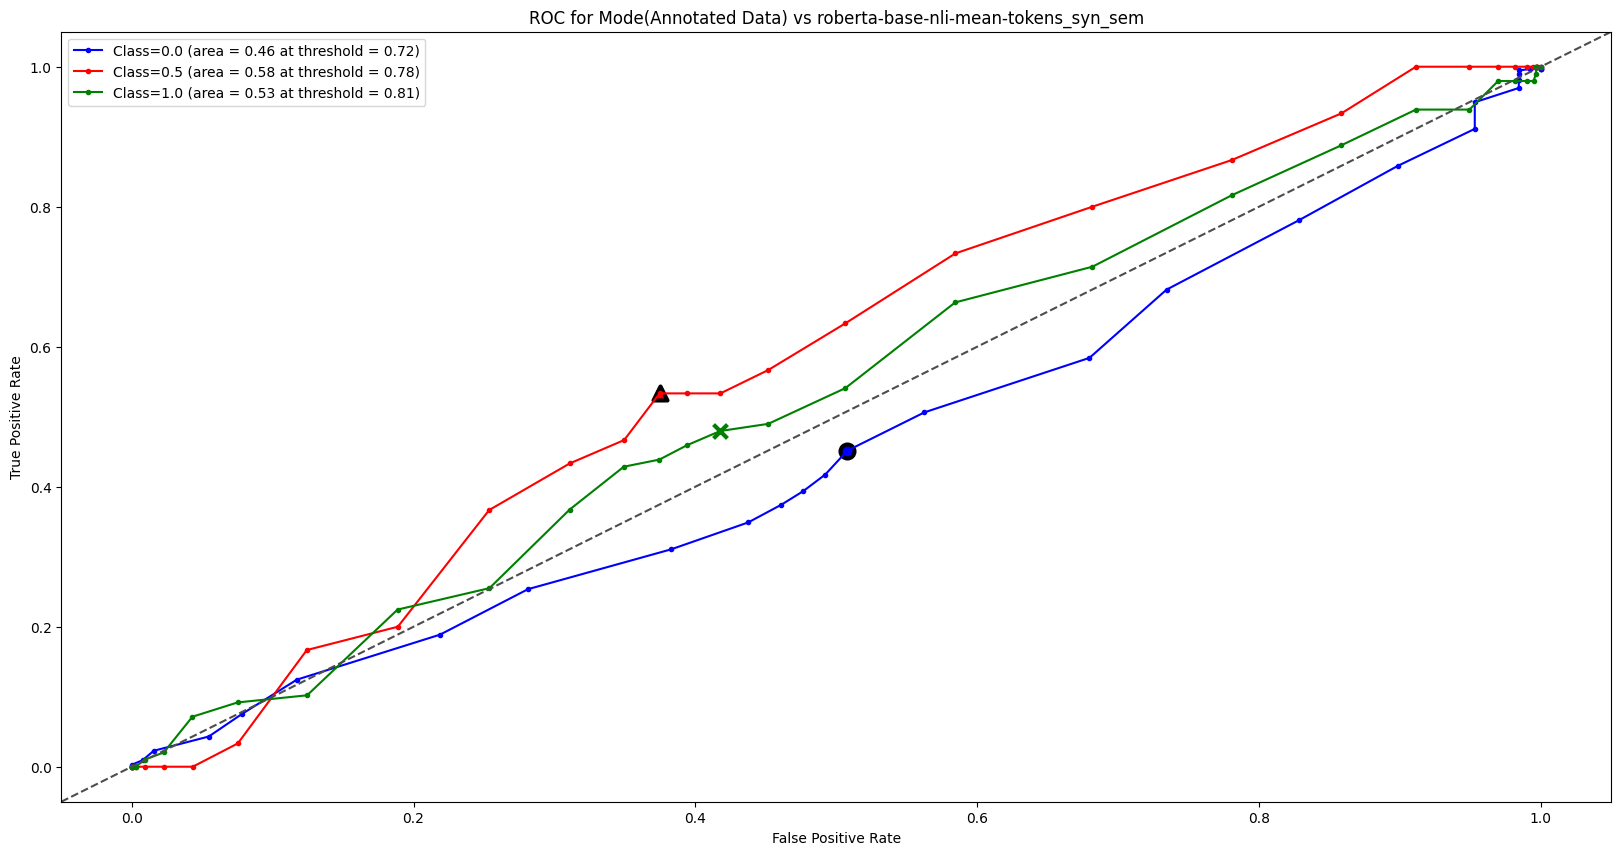 ROC for Mode(Annotated Data) vs roberta-base-nli-mean-tokens_syn_sem
Class=0.0 (area = 0.46 at threshold = 0.72)
Class=0.5 (area = 0.58 at threshold = 0.78)
Class=1.0 (area = 0.53 at threshold = 0.81)
True Positive Rate
1.0
0.8
0.6
0.4
0.2
0.0
0.0 0.2 0.4 0.6 0.8 1.0
False Positive Rate